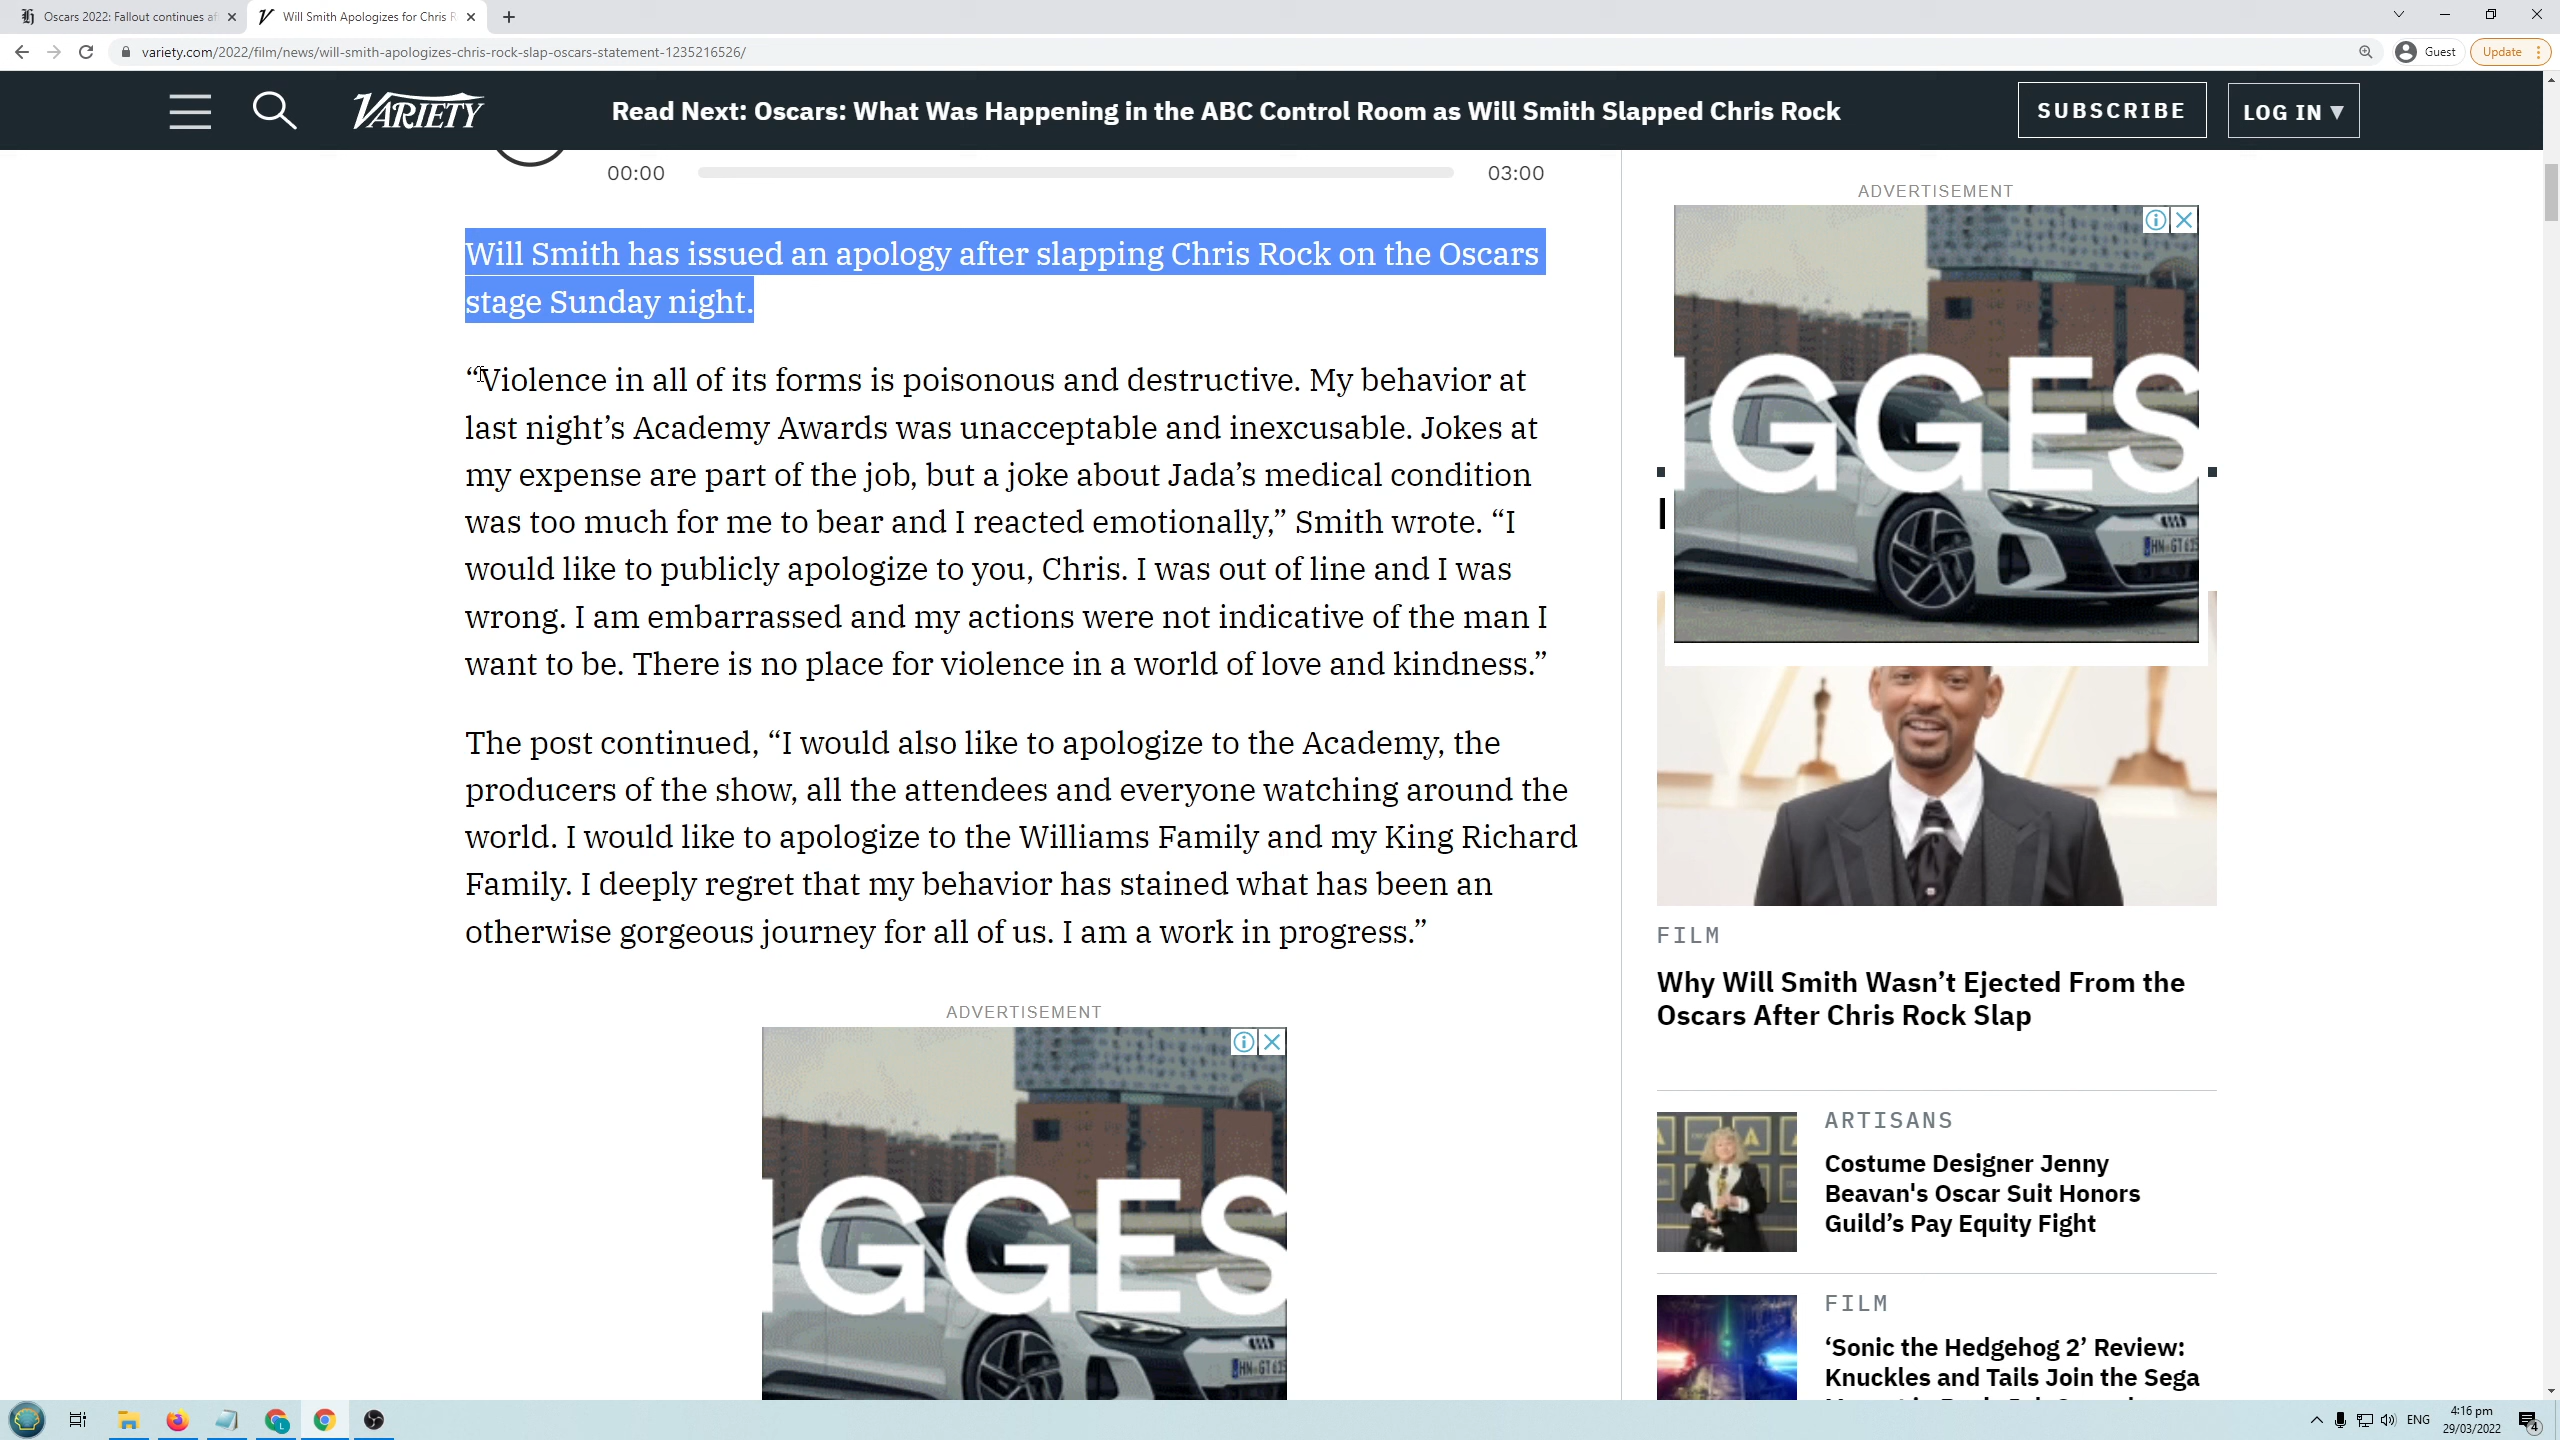 Oscars 2022: Fallout continues af
Will Smith Apologizes for Chris R
variety.com/2022/film/news/will-smith-apologizes-chris-rock-slap-oscars-statement-1235216526/
Guest
Update
VARIETY
Read Next: Oscars: What Was Happening in the ABC Control Room as Will Smith Slapped Chris Rock
SUBSCRIBE
LOG IN ▼
00:00
03:00
Will Smith has issued an apology after slapping Chris Rock on the Oscars
stage Sunday night.
“Violence in all of its forms is poisonous and destructive. My behavior at
last night’s Academy Awards was unacceptable and inexcusable. Jokes at
my expense are part of the job, but a joke about Jada’s medical condition
was too much for me to bear and I reacted emotionally,” Smith wrote. “I
would like to publicly apologize to you, Chris. I was out of line and I was
wrong. I am embarrassed and my actions were not indicative of the man I
want to be. There is no place for violence in a world of love and kindness.”
The post continued, “I would also like to apologize to the Academy, the
producers of the show, all the attendees and everyone watching around the
world. I would like to apologize to the Williams Family and my King Richard
Family. I deeply regret that my behavior has stained what has been an
otherwise gorgeous journey for all of us. I am a work in progress.”
ADVERTISEMENT
IGGES
ADVERTISEMENT
IGGES
FILM
Why Will Smith Wasn’t Ejected From the
Oscars After Chris Rock Slap
ARTISANS
Costume Designer Jenny
Beavan's Oscar Suit Honors
Guild’s Pay Equity Fight
FILM
‘Sonic the Hedgehog 2’ Review:
Knuckles and Tails Join the Sega
ENG
4:16 pm
29/03/2022
4